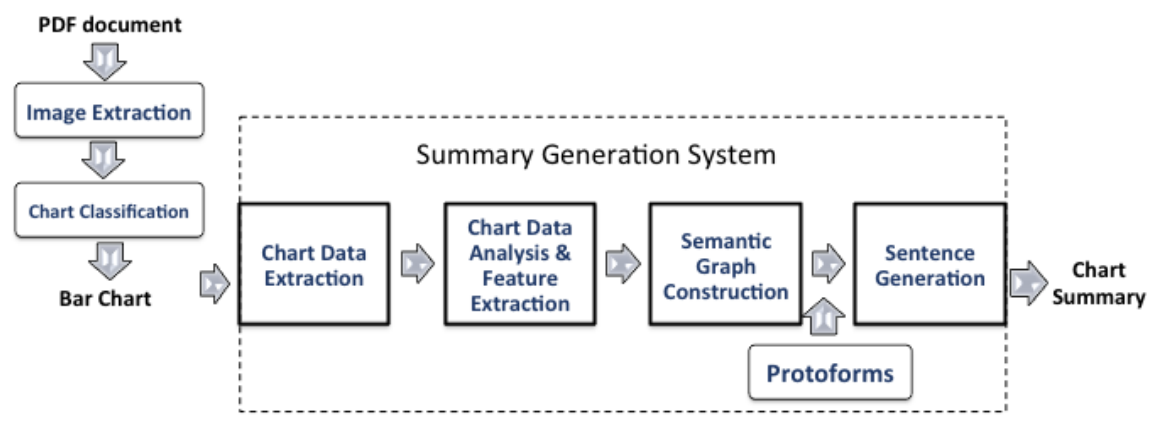 PDF document
Image Extraction
Chart Classification
Bar Chart
Summary Generation System
Chart Data
Extraction
Chart Data
Analysis &
Feature
Extraction
Semantic
Graph
Construction
Sentence
Generation
Protoforms
Chart
Summary